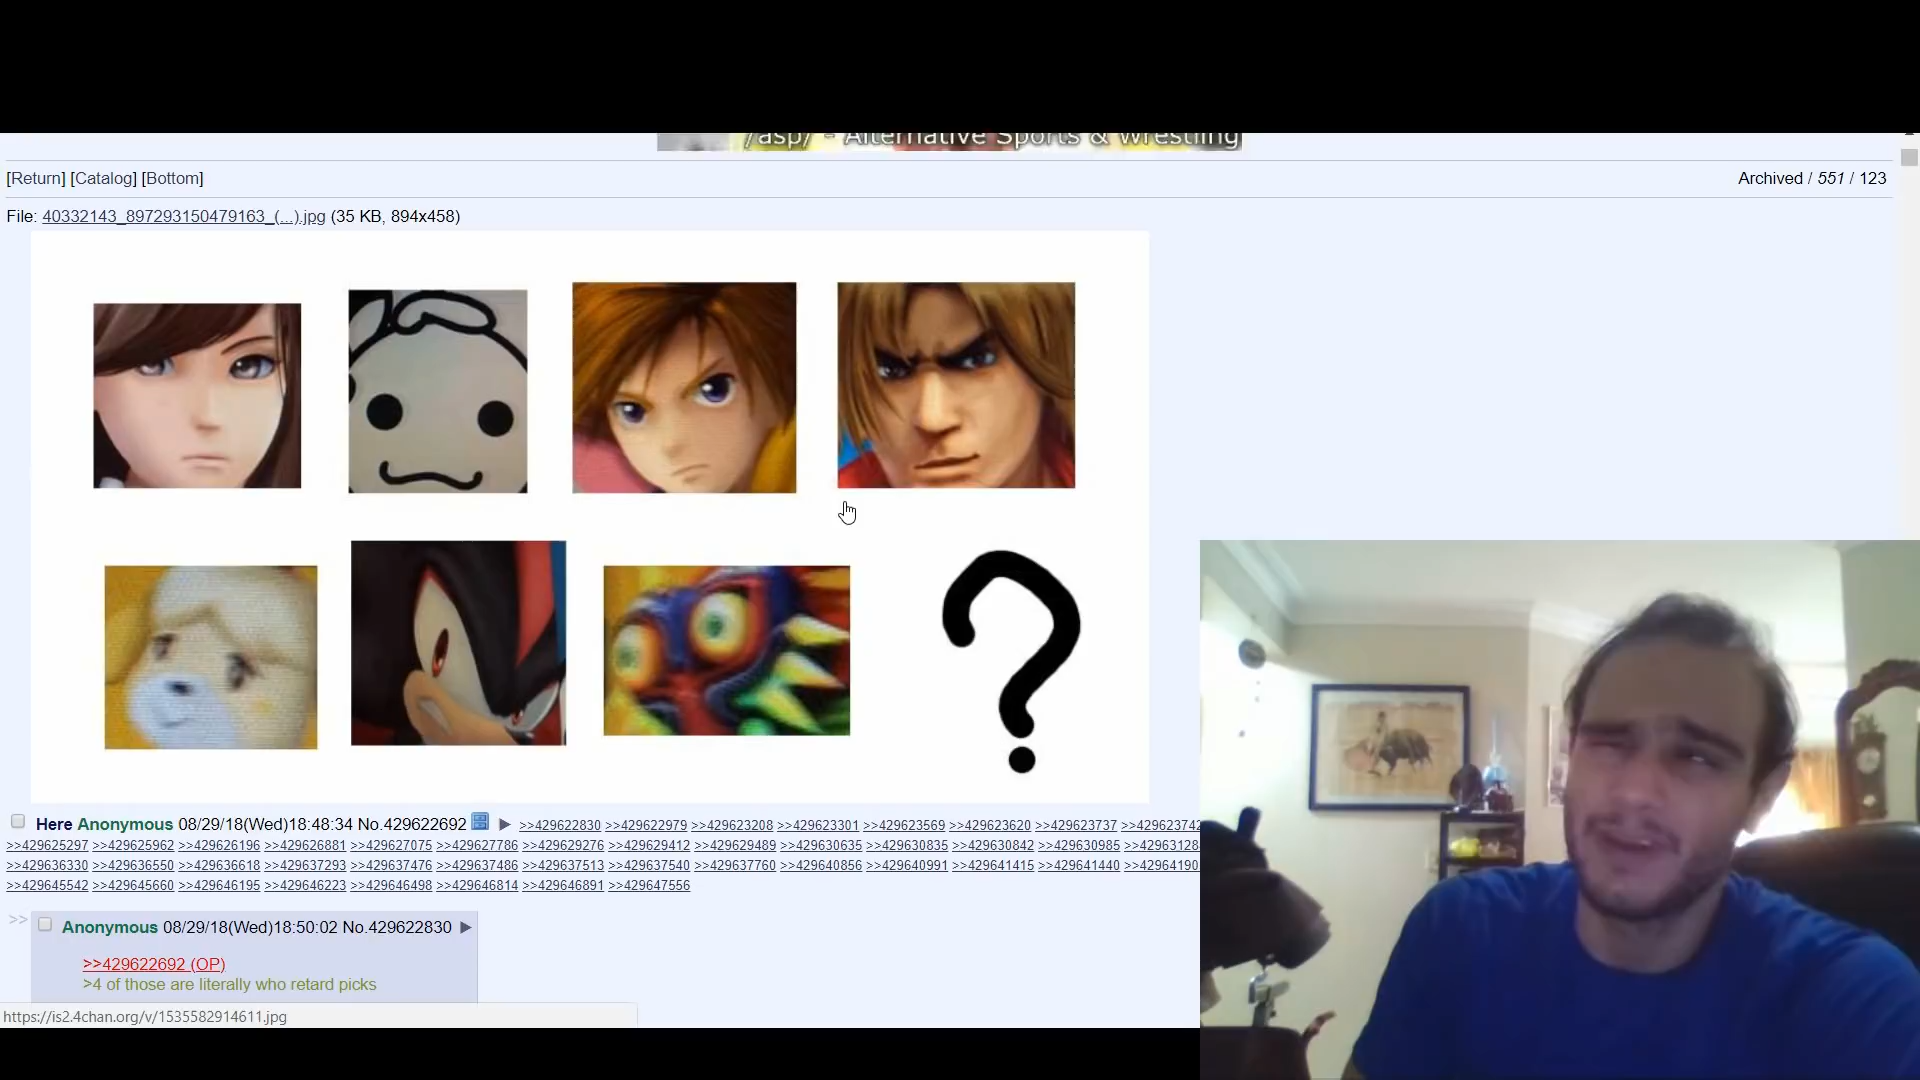 /asp/ - Alternative Sports & Wrestling
[Return] [Catalog] [Bottom]
Archived / 551 / 123
File: 40332143_897293150479163_(...).jpg (35 KB, 894x458)
?
Here Anonymous 08/29/18(Wed)18:48:34 No.429622692 ▶ >>429622830 >>429622979 >>429623208 >>429623301 >>429623569 >>429623620 >>429623737 >>42962374
>>429625297 >>429625962 >>429626196 >>429626881 >>429627075 >>429627786 >>429629276 >>429629412 >>429629489 >>429630635 >>429630835 >>429630842 >>429630985 >>42963128
>>429636330 >>429636550 >>429636618 >>429637293 >>429637476 >>429637486 >>429637513 >>429637540 >>429637760 >>429640856 >>429640991 >>429641415 >>429641440 >>42964190
>>429645542 >>429645660 >>429646195 >>429646223 >>429646498 >>429646814 >>429646891 >>429647556
>> Anonymous 08/29/18(Wed)18:50:02 No.429622830 ▶
>>429622692 (OP)
>4 of those are literally who retard picks
https://is2.4chan.org/v/1535582914611.jpg